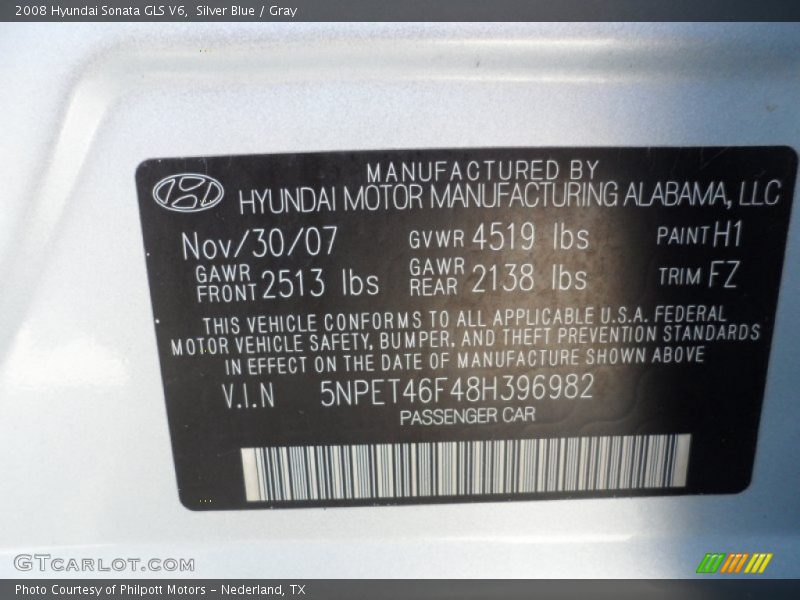 2008 Hyundai Sonata GLS V6, Silver Blue / Gray
MANUFACTURED BY
HYUNDAI MOTOR MANUFACTURING ALABAMA, LLC
Nov/30/07 GVWR 4519 lbs PAINT H1
GAWR FRONT 2513 lbs GAWR REAR 2138 lbs TRIM FZ
THIS VEHICLE CONFORMS TO ALL APPLICABLE U.S.A. FEDERAL
MOTOR VEHICLE SAFETY, BUMPER, AND THEFT PREVENTION STANDARDS
IN EFFECT ON THE DATE OF MANUFACTURE SHOWN ABOVE
V.I.N 5NPET46F48H396982
PASSENGER CAR
GTCARLOT.COM
Photo Courtesy of Philpott Motors - Nederland, TX